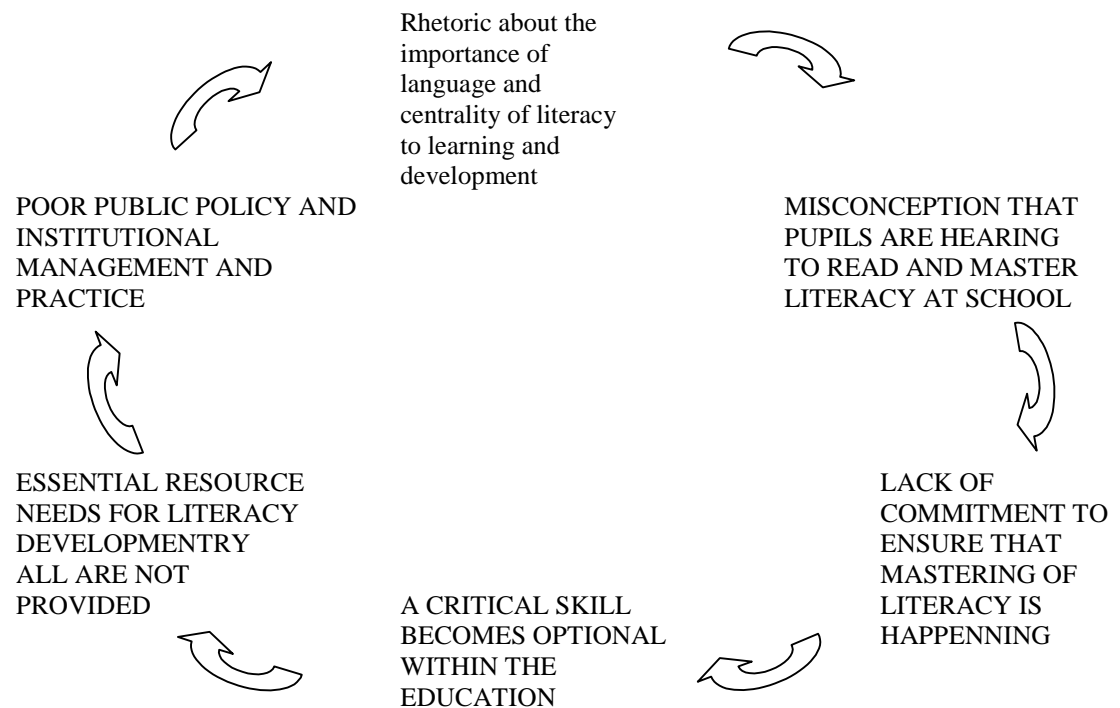 Rhetoric about the
importance of
language and
centrality of literacy
to learning and
development
MISCONCEPTION THAT
PUPILS ARE HEARING
TO READ AND MASTER
LITERACY AT SCHOOL
LACK OF
COMMITMENT TO
ENSURE THAT
MASTERING OF
LITERACY IS
HAPPENNING
A CRITICAL SKILL
BECOMES OPTIONAL
WITHIN THE
EDUCATION
ESSENTIAL RESOURCE
NEEDS FOR LITERACY
DEVELOPMENTRY
ALL ARE NOT
PROVIDED
POOR PUBLIC POLICY AND
INSTITUTIONAL
MANAGEMENT AND
PRACTICE